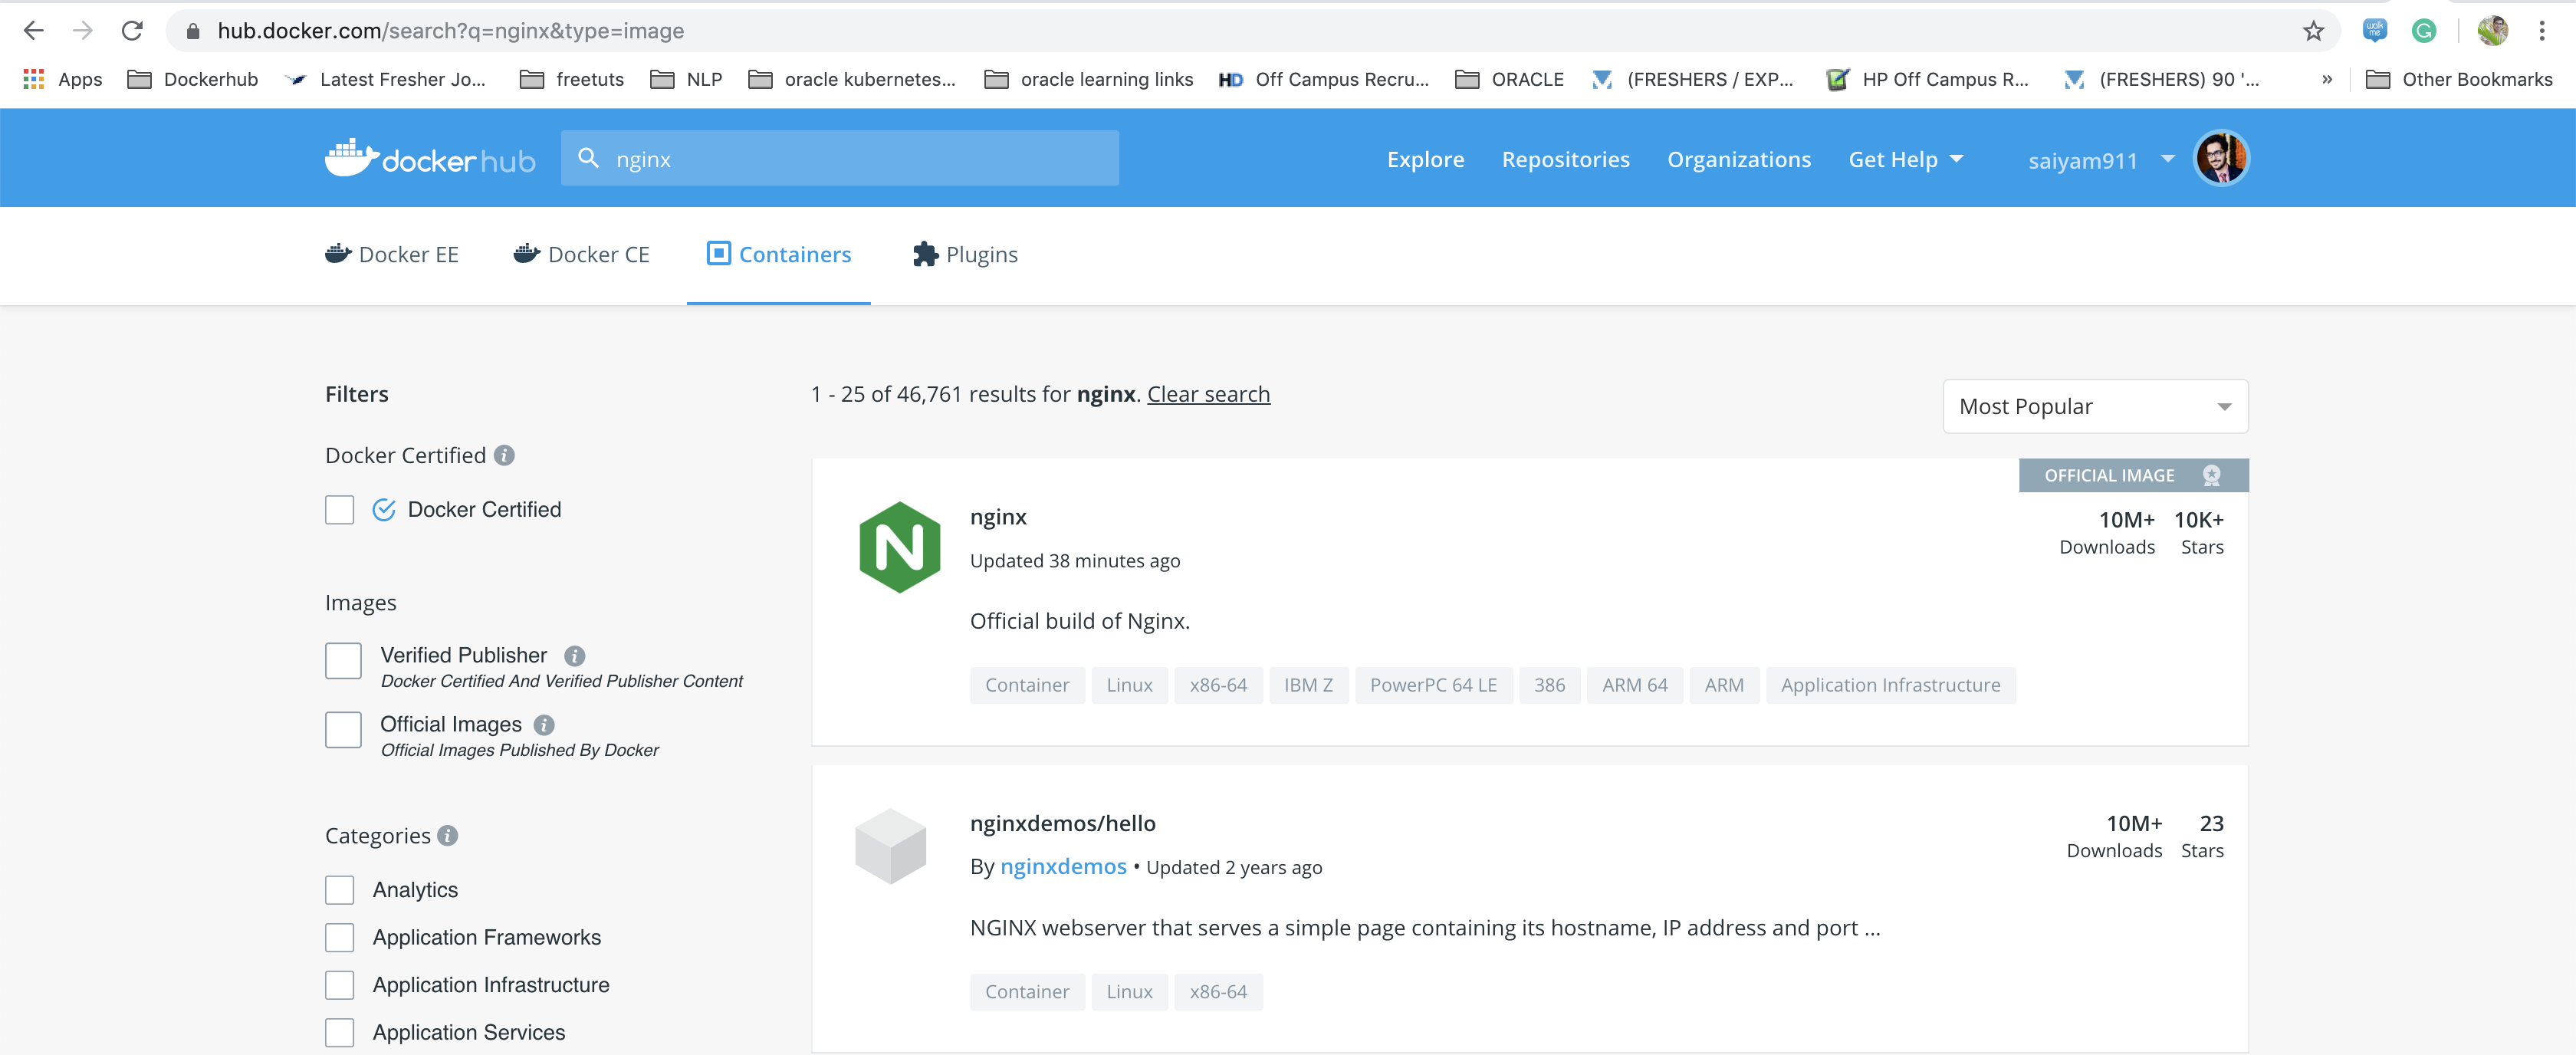 hub.docker.com/search?q=nginx&type=image
Apps Dockerhub Latest Fresher Jo... freetuts NLP oracle kubernetes... oracle learning links HD Off Campus Recru... ORACLE (FRESHERS / EXP... HP Off Campus R... (FRESHERS) 90 '... » Other Bookmarks
docker hub nginx Explore Repositories Organizations Get Help saiyam911
Docker EE Docker CE Containers Plugins
Filters
Docker Certified
Docker Certified
Images
Verified Publisher
Docker Certified And Verified Publisher Content
Official Images
Official Images Published By Docker
Categories
Analytics
Application Frameworks
Application Infrastructure
Application Services
1 - 25 of 46,761 results for nginx. Clear search
Most Popular
OFFICIAL IMAGE
nginx
Updated 38 minutes ago
10M+ 10K+
Downloads Stars
Official build of Nginx.
Container Linux x86-64 IBM Z PowerPC 64 LE 386 ARM 64 ARM Application Infrastructure
nginxdemos/hello
By nginxdemos • Updated 2 years ago
10M+ 23
Downloads Stars
NGINX webserver that serves a simple page containing its hostname, IP address and port ...
Container Linux x86-64